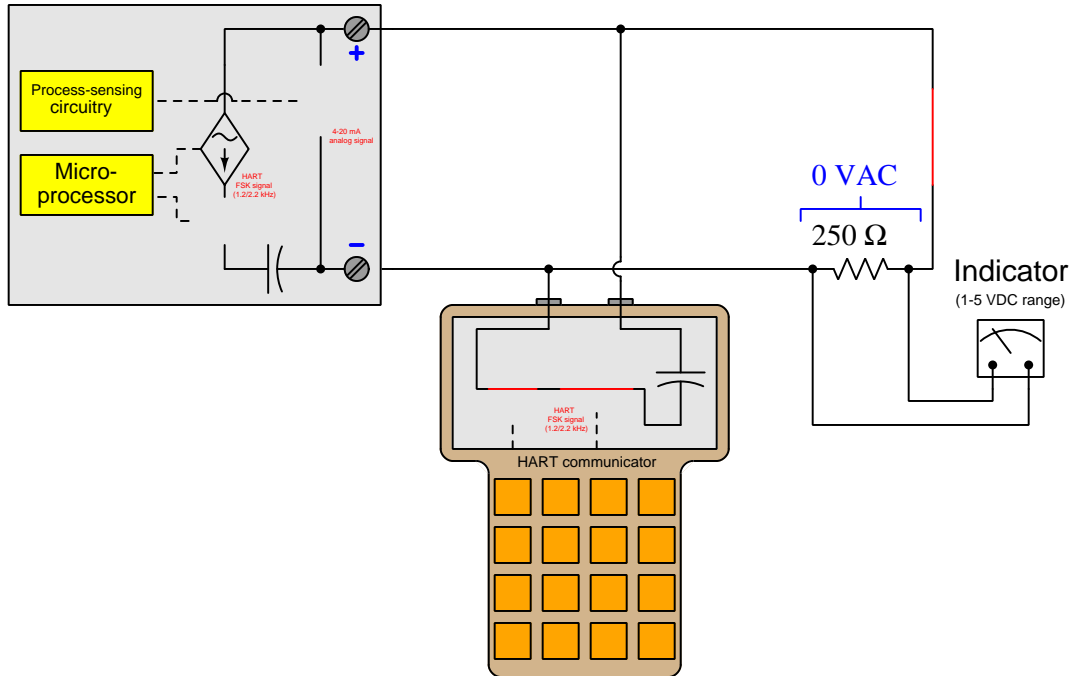 Process-sensing
circuitry
Micro-
processor
HART
FSK signal
(1.2/2.2 kHz)
4-20 mA
analog signal
+
−
0 VAC
250 Ω
Indicator
(1-5 VDC range)
HART
FSK signal
(1.2/2.2 kHz)
HART communicator